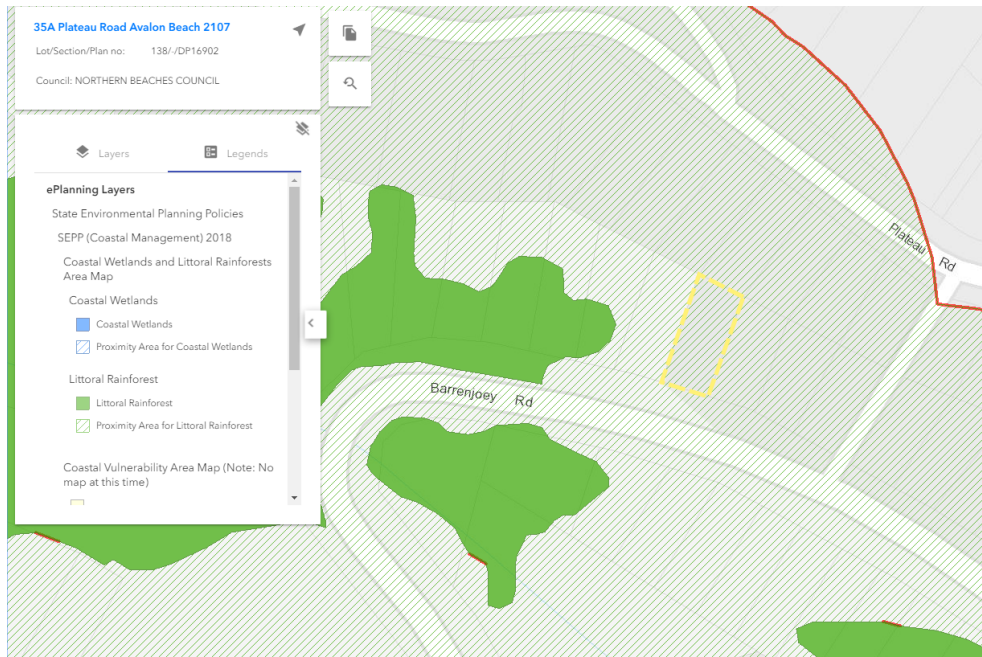 35A Plateau Road Avalon Beach 2107
Lot/Section/Plan no: 138/-/DP16902
Council: NORTHERN BEACHES COUNCIL
Layers
Legends
ePlanning Layers
State Environmental Planning Policies
SEPP (Coastal Management) 2018
Coastal Wetlands and Littoral Rainforests
Area Map
Coastal Wetlands
Coastal Wetlands
Proximity Area for Coastal Wetlands
Littoral Rainforest
Littoral Rainforest
Proximity Area for Littoral Rainforest
Coastal Vulnerability Area Map (Note: No
map at this time)
Plateau Rd
Barrenjoey Rd